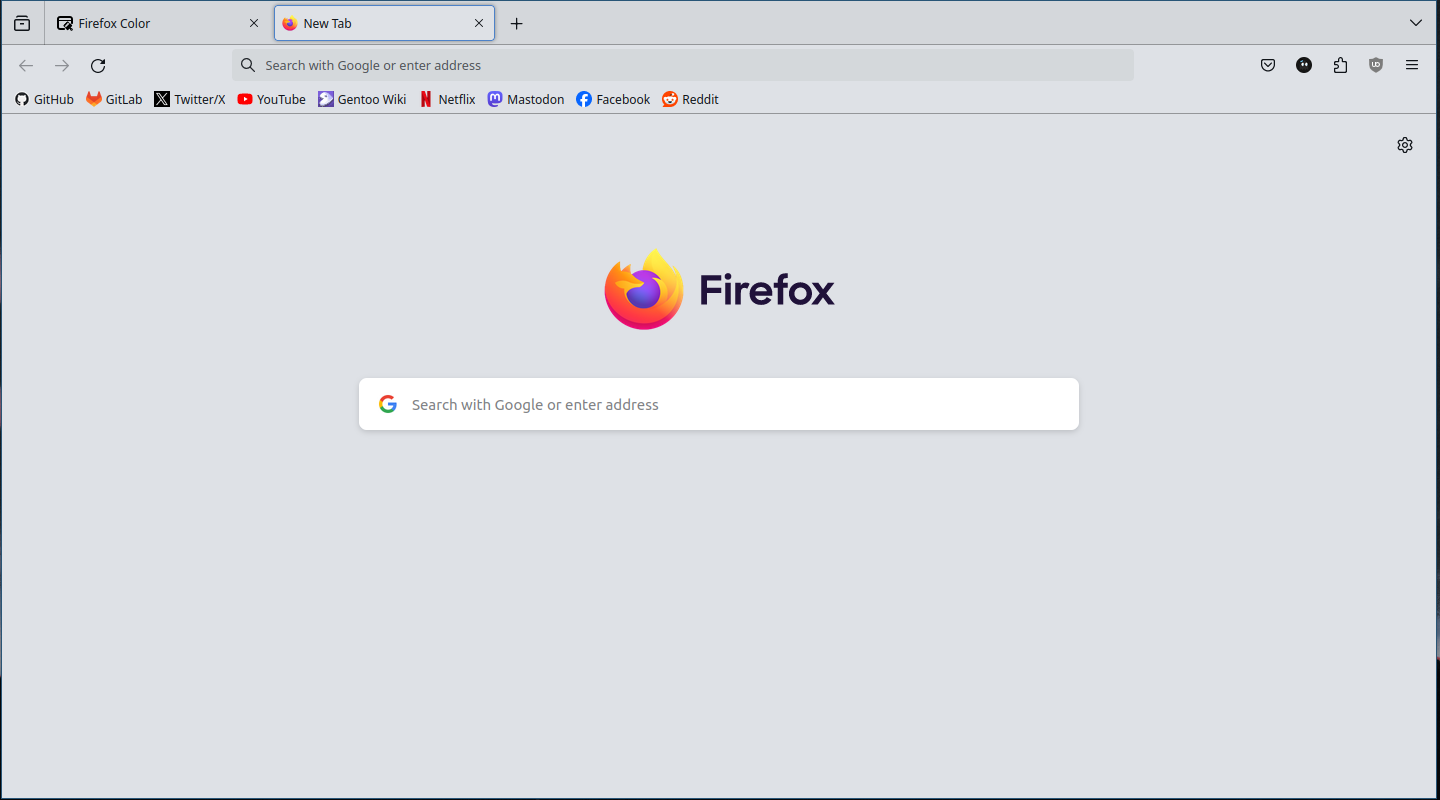 Firefox Color New Tab
Search with Google or enter address
GitHub GitLab Twitter/X YouTube Gentoo Wiki Netflix Mastodon Facebook Reddit
Firefox
Search with Google or enter address